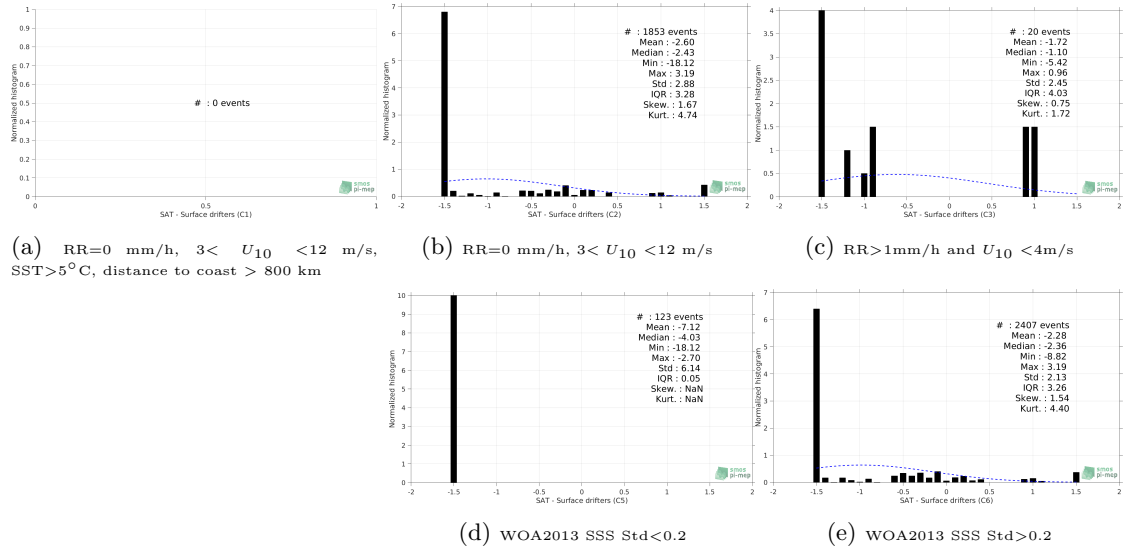 1
0.9
0.8
0.7
0.6
0.5
0.4
0.3
0.2
0.1
0
Normalized histogram
# : 0 events
smos
pi-mep
0 0.5 1
SAT - Surface drifters (C1)
(a) RR=0 mm/h, 3< U10 <12 m/s,
SST>5°C, distance to coast > 800 km
7
6
5
4
3
2
1
0
Normalized histogram
# : 1853 events
Mean : -2.60
Median : -2.43
Min : -18.12
Max : 3.19
Std : 2.88
IQR : 3.28
Skew. : 1.67
Kurt. : 4.74
smos
pi-mep
-2 -1.5 -1 -0.5 0 0.5 1 1.5 2
SAT - Surface drifters (C2)
(b) RR=0 mm/h, 3< U10 <12 m/s
4
3.5
3
2.5
2
1.5
1
0.5
0
Normalized histogram
# : 20 events
Mean : -1.72
Median : -1.10
Min : -5.42
Max : 0.96
Std : 2.45
IQR : 4.03
Skew. : 0.75
Kurt. : 1.72
smos
pi-mep
-2 -1.5 -1 -0.5 0 0.5 1 1.5 2
SAT - Surface drifters (C3)
(c) RR>1mm/h and U10 <4m/s
10
9
8
7
6
5
4
3
2
1
0
Normalized histogram
# : 123 events
Mean : -7.12
Median : -4.03
Min : -18.12
Max : -2.70
Std : 6.14
IQR : 0.05
Skew. : NaN
Kurt. : NaN
smos
pi-mep
-2 -1.5 -1 -0.5 0 0.5 1 1.5 2
SAT - Surface drifters (C5)
(d) WOA2013 SSS Std<0.2
7
6
5
4
3
2
1
0
Normalized histogram
# : 2407 events
Mean : -2.28
Median : -2.36
Min : -8.82
Max : 3.19
Std : 2.13
IQR : 3.26
Skew. : 1.54
Kurt. : 4.40
smos
pi-mep
-2 -1.5 -1 -0.5 0 0.5 1 1.5 2
SAT - Surface drifters (C6)
(e) WOA2013 SSS Std>0.2